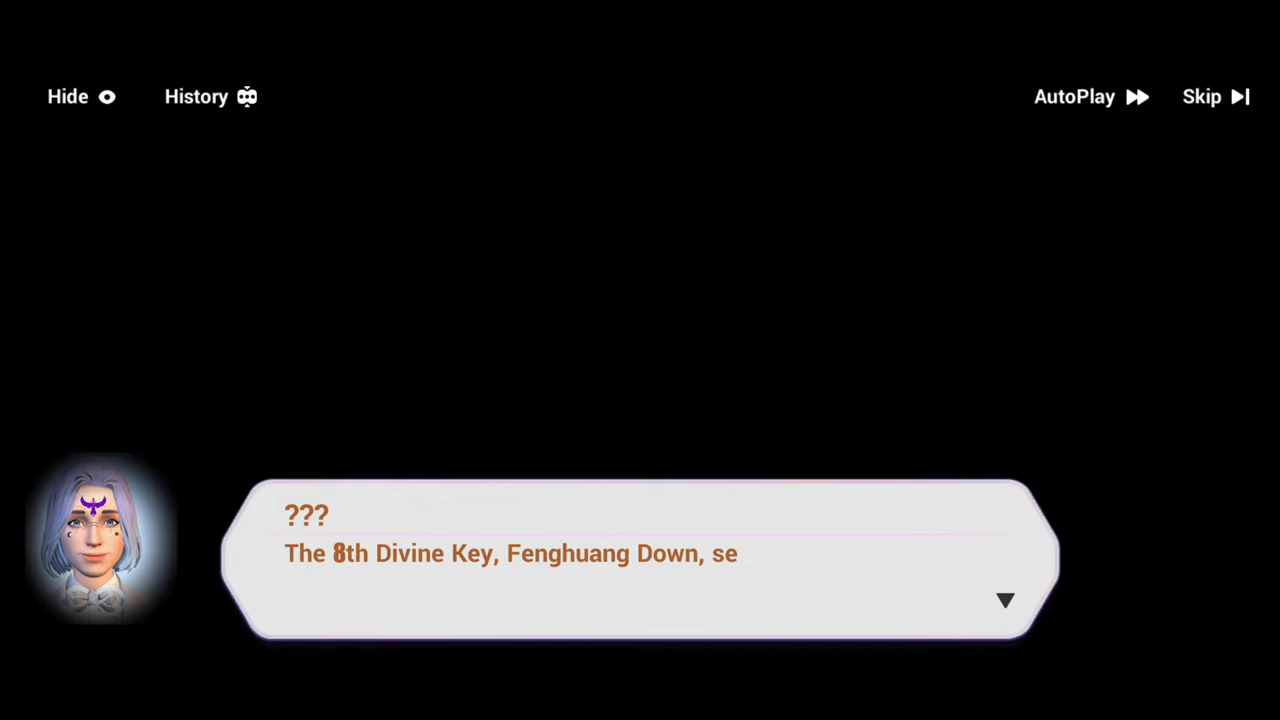 Hide
History
AutoPlay
Skip
???
The 8th Divine Key, Fenghuang Down, se